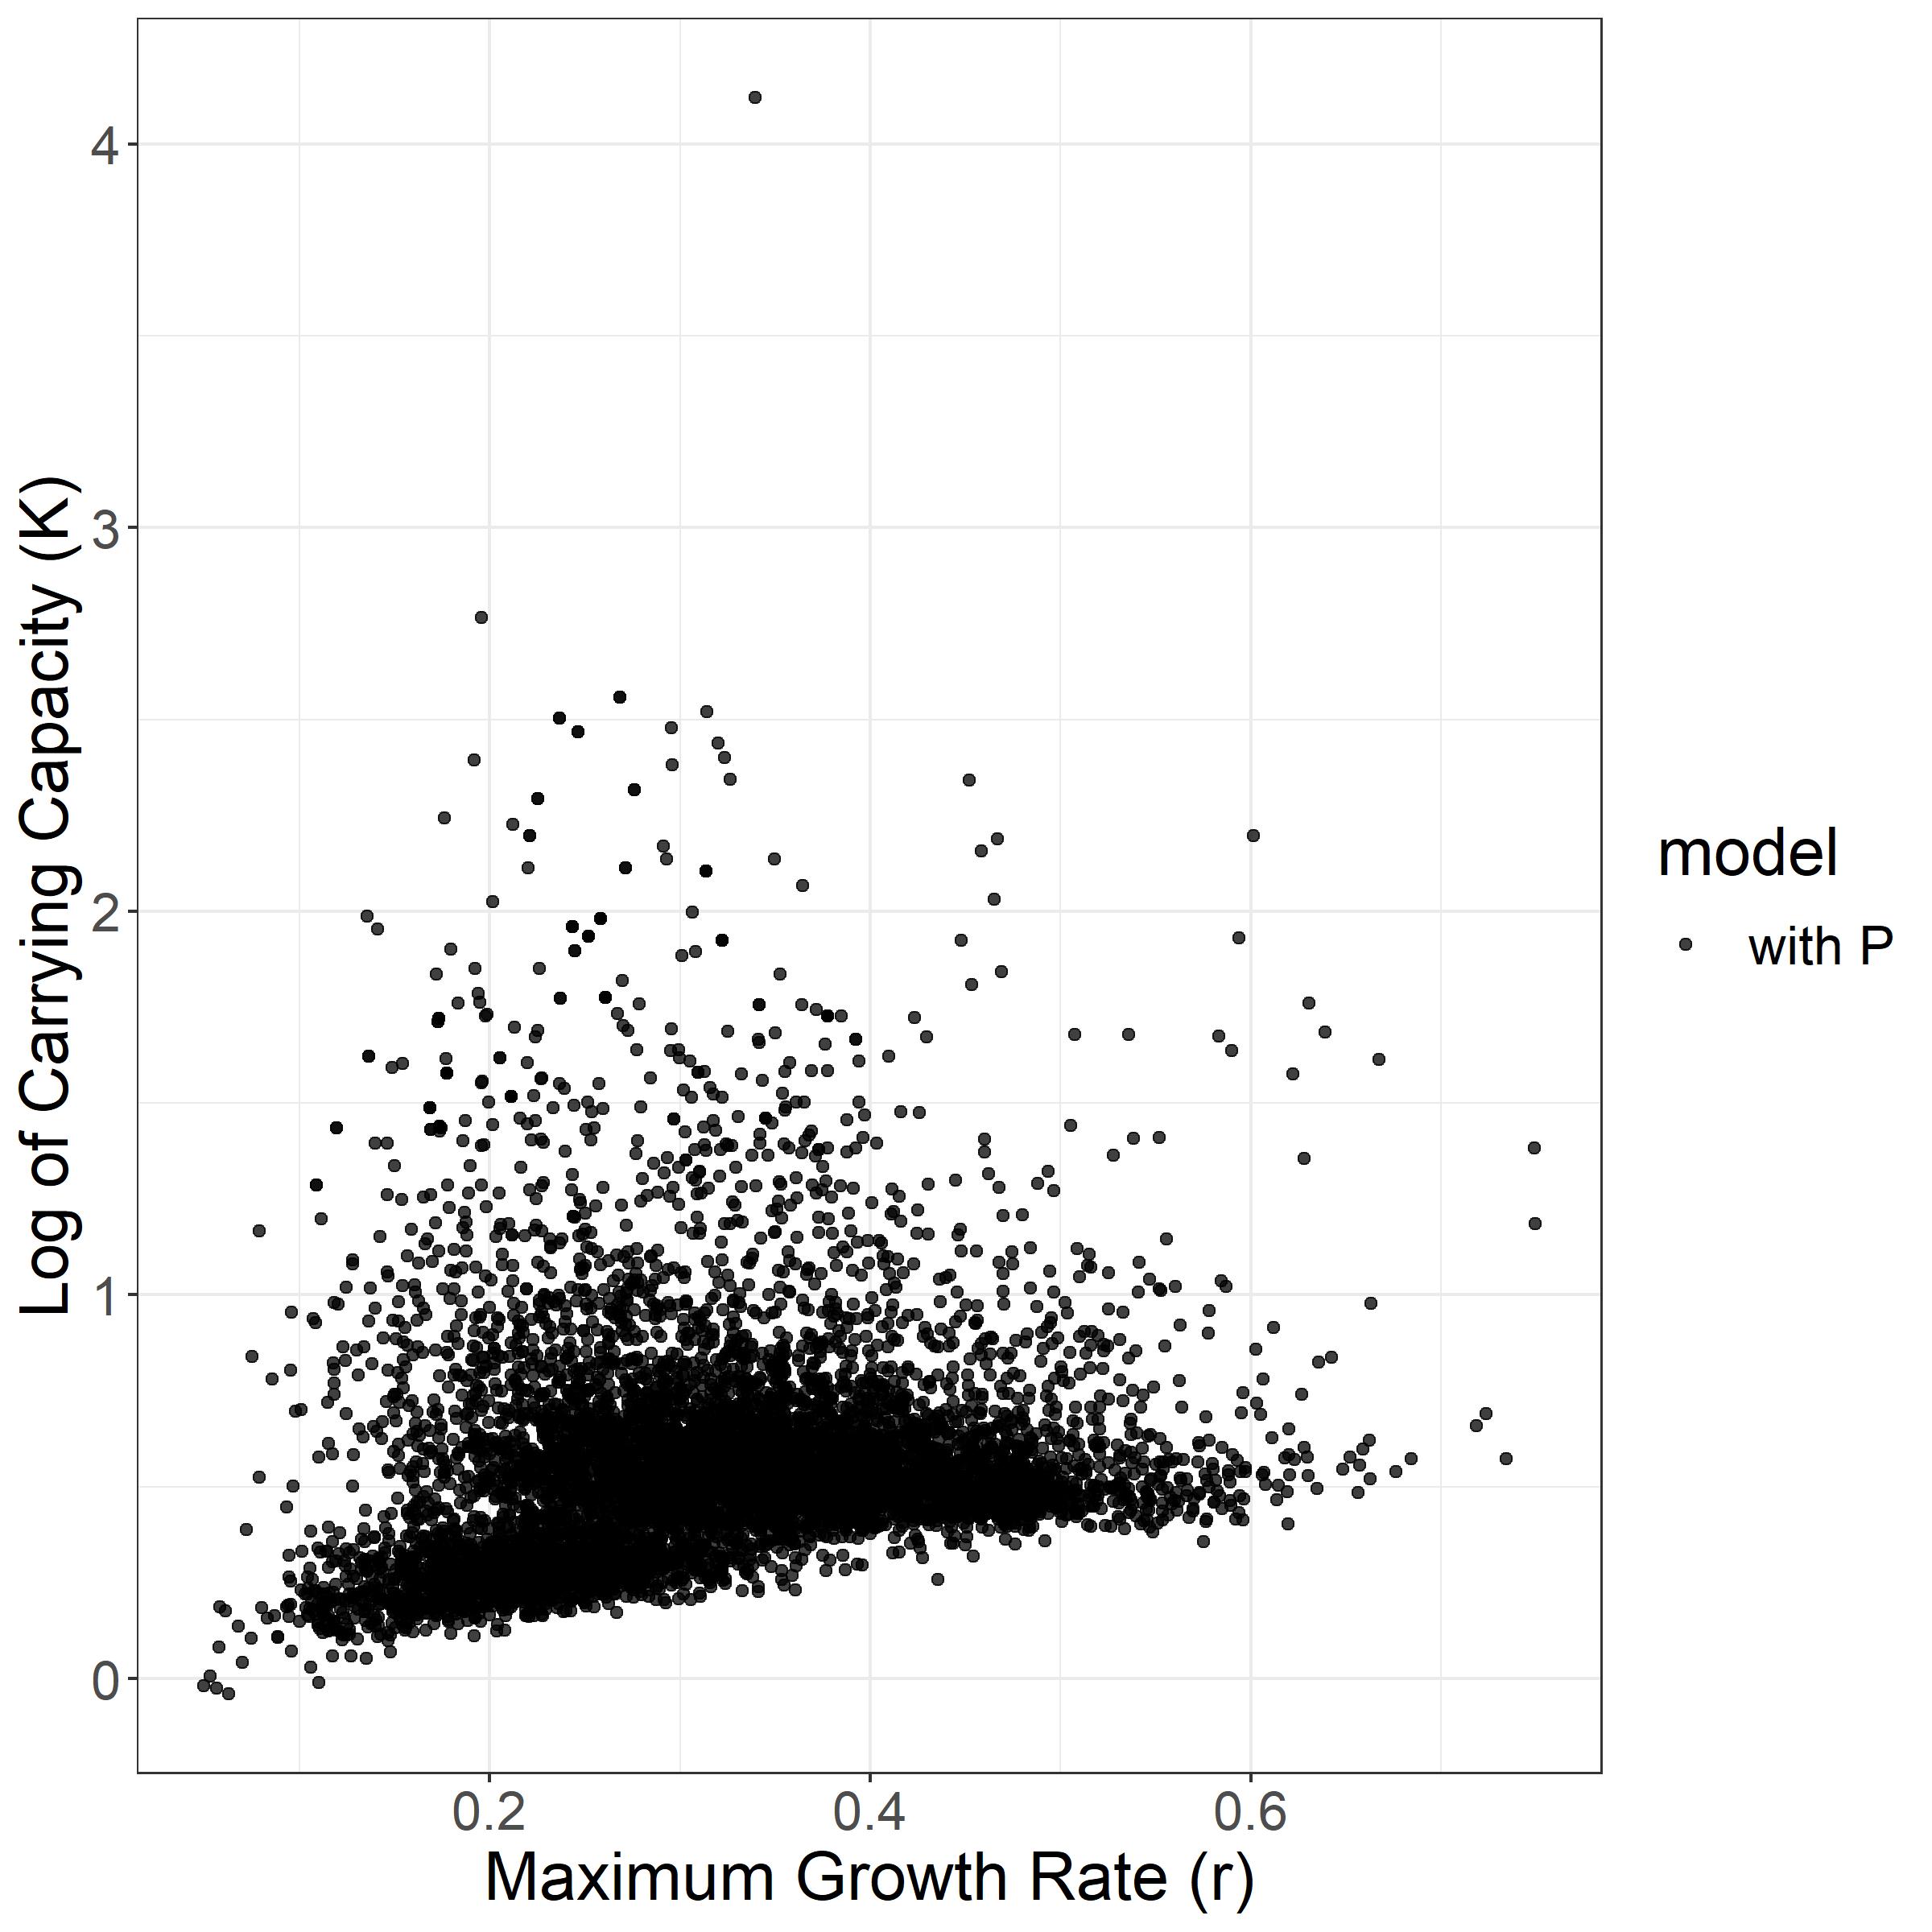 Log of Carrying Capacity (K)
4
3
2
1
0
0.2
0.4
0.6
Maximum Growth Rate (r)
model
with P